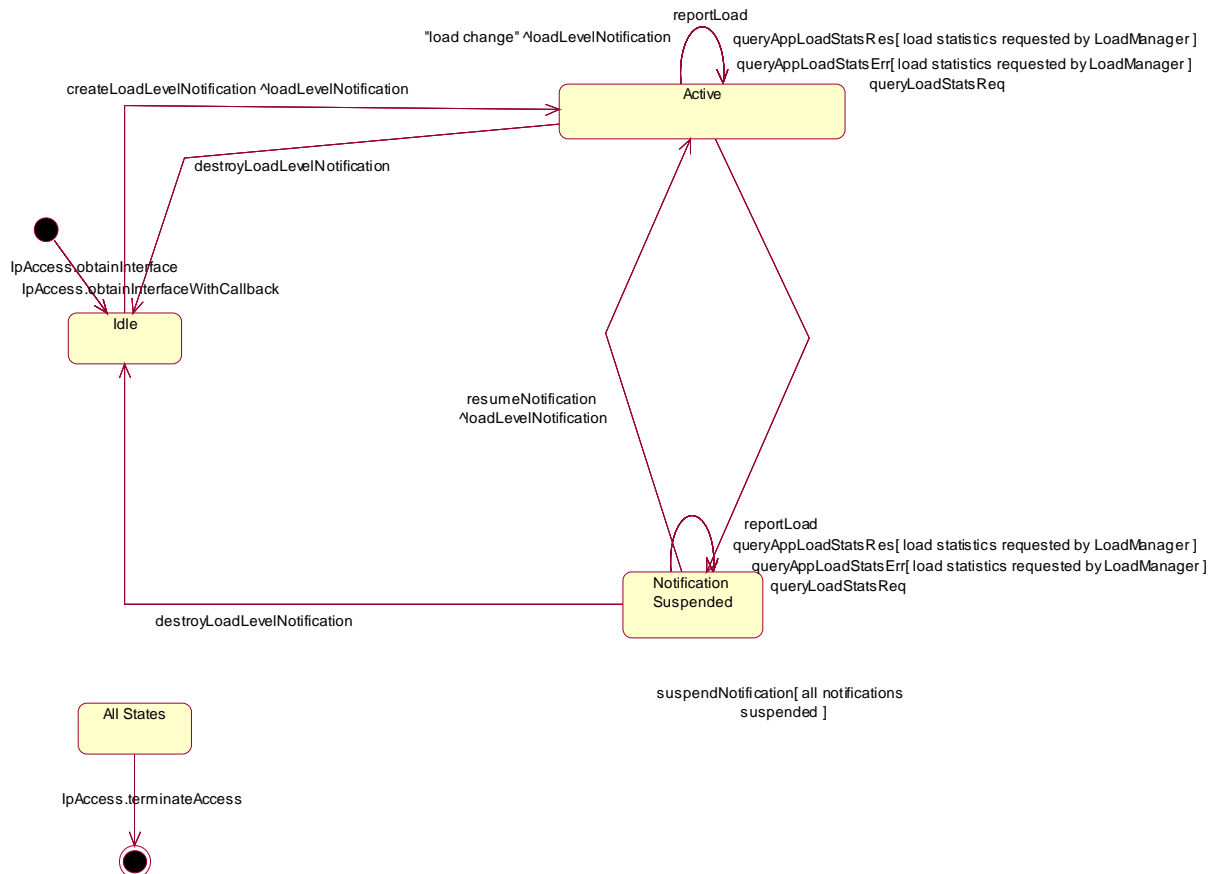 reportLoad
"load change" ^loadLevelNotification
queryAppLoadStatsRes[ load statistics requested by LoadManager ]
queryAppLoadStatsErr[ load statistics requested by LoadManager ]
queryLoadStatsReq
createLoadLevelNotification ^loadLevelNotification
Active
destroyLoadLevelNotification
IpAccess.obtainInterface
IpAccess.obtainInterfaceWithCallback
Idle
resumeNotification
^loadLevelNotification
reportLoad
queryAppLoadStatsRes[ load statistics requested by LoadManager ]
queryAppLoadStatsErr[ load statistics requested by LoadManager ]
queryLoadStatsReq
Notification
Suspended
destroyLoadLevelNotification
suspendNotification[ all notifications
suspended ]
All States
IpAccess.terminateAccess